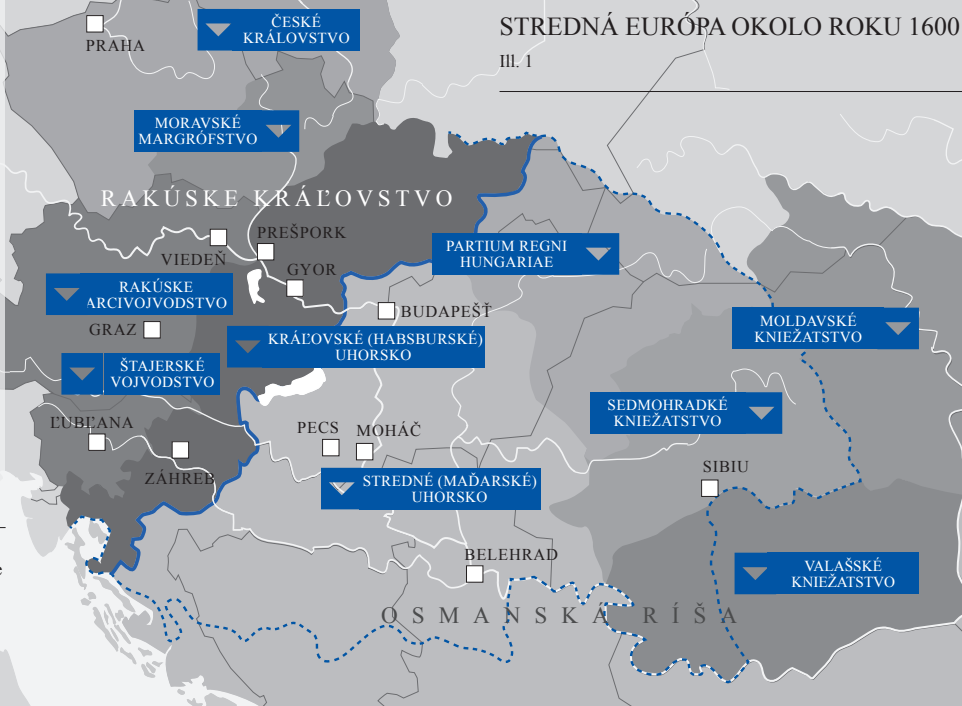 STREDNÁ EURÓPA OKOLO ROKU 1600
Ill. 1
PRAHA
ČESKÉ
KRÁLOVSTVO
MORAVSKÉ
MARGRÓFSTVO
RAKÚSKE KRÁĽOVSTVO
PREŠPORK
VIEDEŇ
GYOR
PARTIUM REGNI
HUNGARIAE
RAKÚSKE
ARCIVOJVODSTVO
BUDAPEŠŤ
GRAZ
KRÁĽOVSKÉ (HABSBURSKÉ)
UHORSKO
MOLDAVSKÉ
KNIEŽATSTVO
ŠTAJERSKÉ
VOJVODSTVO
SEDMOHRADKÉ
KNIEŽATSTVO
ĽUBĽANA
PECS
MOHÁČ
ZÁHREB
STREDNÉ (MAĎARSKÉ)
UHORSKO
SIBIU
BELEHRAD
VALAŠSKÉ
KNIEŽATSTVO
OSMANSKÁ RÍŠA